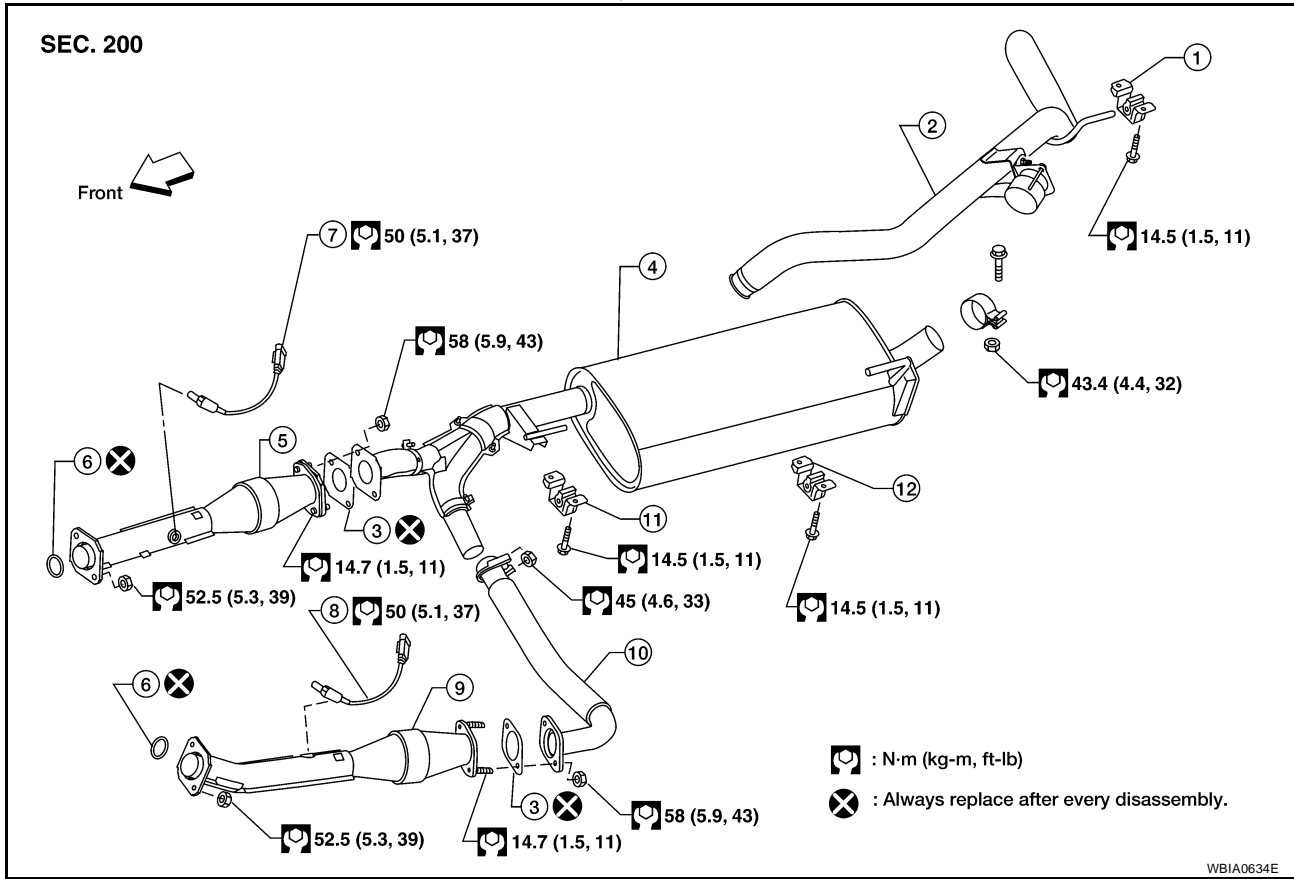 SEC. 200
1
2
Front
14.5 (1.5, 11)
7 50 (5.1, 37)
4
58 (5.9, 43)
43.4 (4.4, 32)
5
6
12
11
3
14.7 (1.5, 11)
14.5 (1.5, 11)
52.5 (5.3, 39)
45 (4.6, 33)
14.5 (1.5, 11)
8 50 (5.1, 37)
10
6
9
: N·m (kg-m, ft-lb)
3
: Always replace after every disassembly.
58 (5.9, 43)
52.5 (5.3, 39)
14.7 (1.5, 11)
WBIA0634E